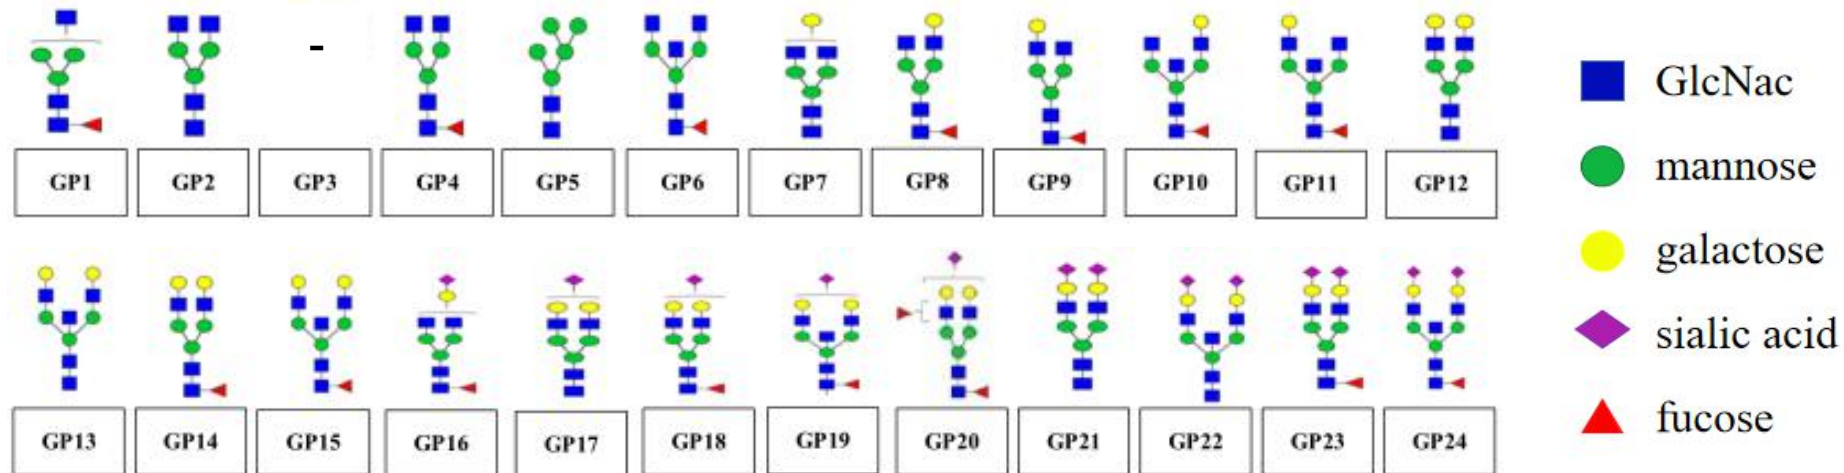 GP1 GP2 GP3 GP4 GP5 GP6 GP7 GP8 GP9 GP10 GP11 GP12
GP13 GP14 GP15 GP16 GP17 GP18 GP19 GP20 GP21 GP22 GP23 GP24
GlcNac
mannose
galactose
sialic acid
fucose